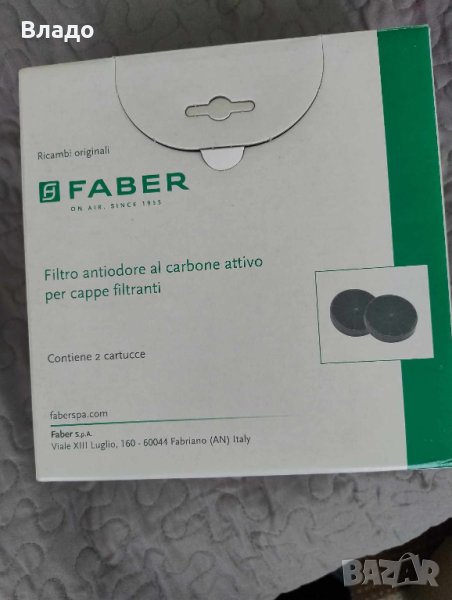 Владо
Ricambi originali
FABER
ON AIR. SINCE 1955
Filtro antiodore al carbone attivo
per cappe filtranti
Contiene 2 cartucce
faberspa.com
Faber S.p.A.
Viale XIII Luglio, 160 - 60044 Fabriano (AN) Italy
BAZAR